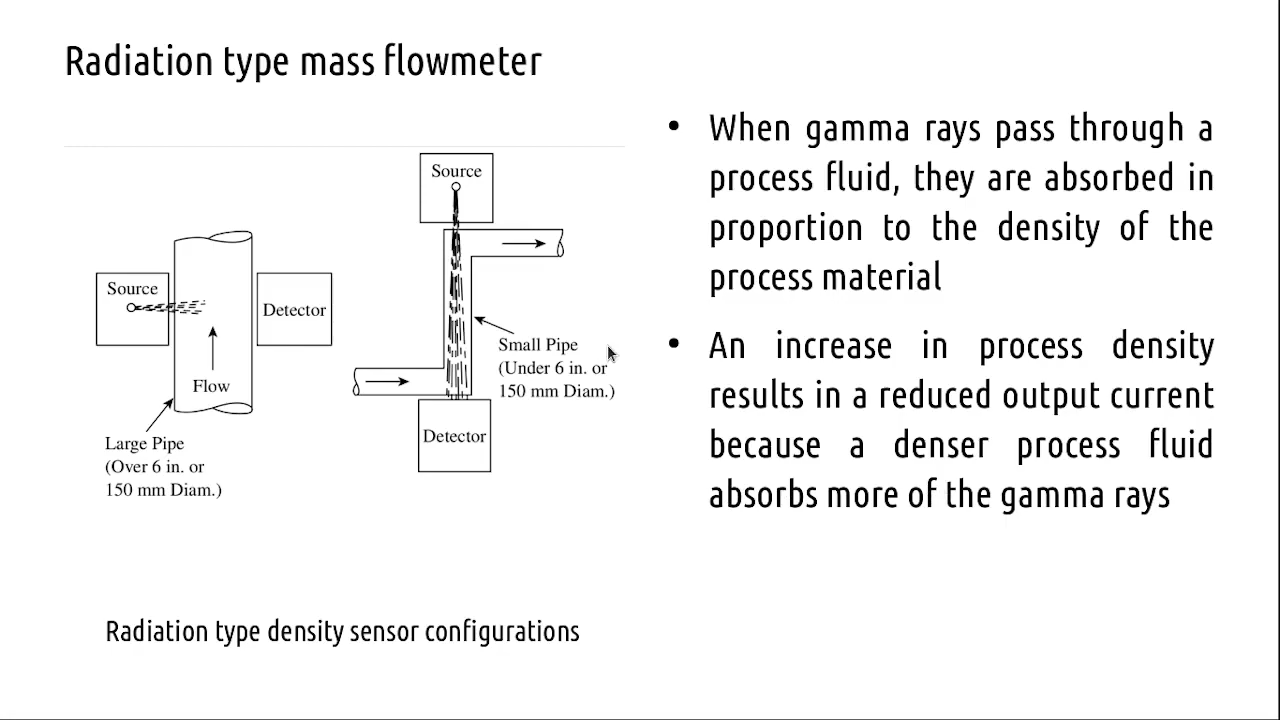 Radiation type mass flowmeter
Source
Detector
Flow
Large Pipe
(Over 6 in. or
150 mm Diam.)
Source
Small Pipe
(Under 6 in. or
150 mm Diam.)
Detector
Radiation type density sensor configurations
• When gamma rays pass through a
process fluid, they are absorbed in
proportion to the density of the
process material
• An increase in process density
results in a reduced output current
because a denser process fluid
absorbs more of the gamma rays